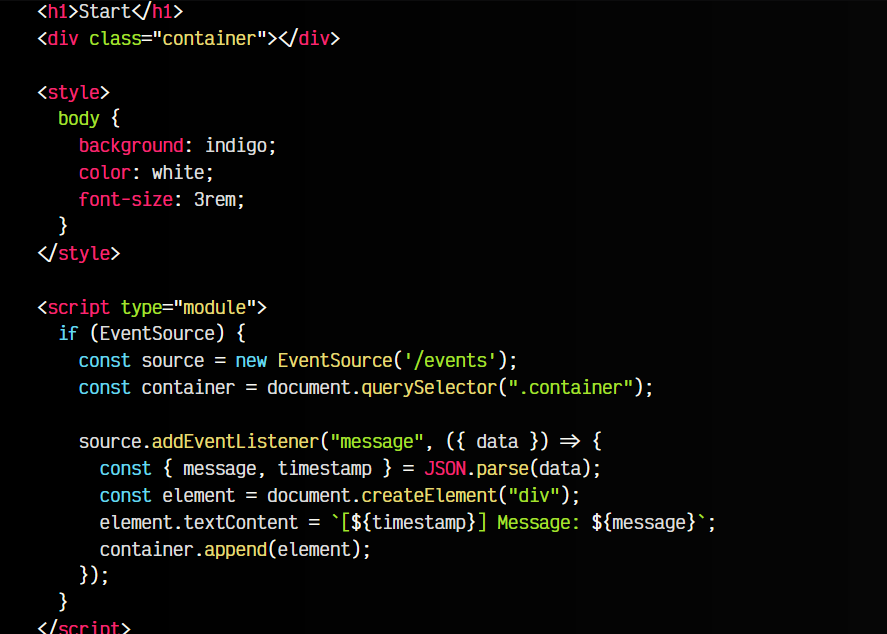 <h1>Start</h1>
<div class="container"></div>
<style>
body {
background: indigo;
color: white;
font-size: 3rem;
}
</style>
<script type="module">
if (EventSource) {
const source = new EventSource('/events');
const container = document.querySelector(".container");
source.addEventListener("message", ({ data }) => {
const { message, timestamp } = JSON.parse(data);
const element = document.createElement("div");
element.textContent = `[${timestamp}] Message: ${message}`;
container.append(element);
});
}
</script>